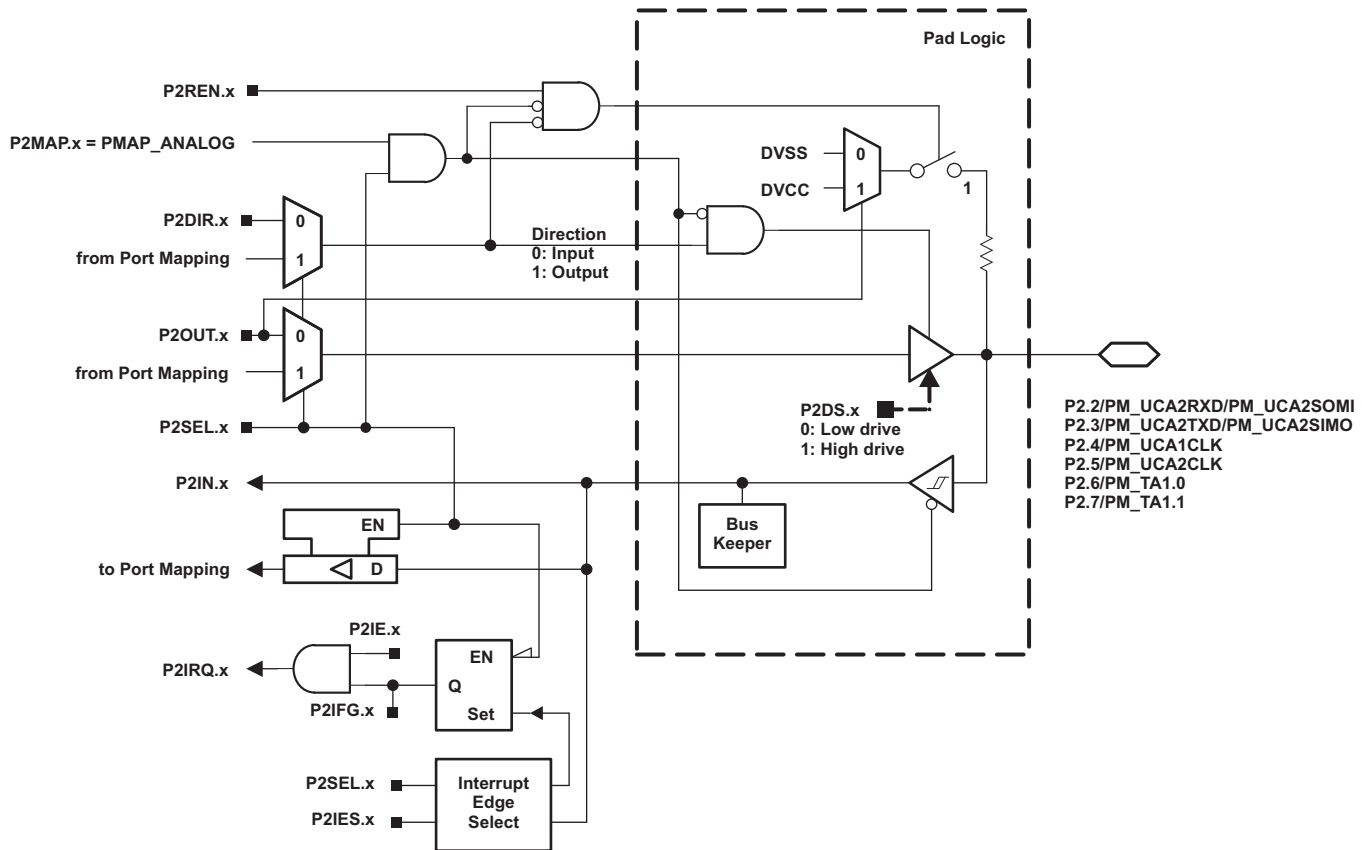 Pad Logic
P2REN.x
P2MAP.x = PMAP_ANALOG
DVSS
0
DVCC
1
1
P2DIR.x
0
from Port Mapping
1
Direction
0: Input
1: Output
P2OUT.x
0
from Port Mapping
1
P2SEL.x
P2DS.x
0: Low drive
1: High drive
P2.2/PM_UCA2RXD/PM_UCA2SOMI
P2.3/PM_UCA2TXD/PM_UCA2SIMO
P2.4/PM_UCA1CLK
P2.5/PM_UCA2CLK
P2.6/PM_TA1.0
P2.7/PM_TA1.1
P2IN.x
Bus
Keeper
EN
to Port Mapping
D
P2IE.x
P2IRQ.x
EN
Q
P2IFG.x
Set
P2SEL.x
P2IES.x
Interrupt
Edge
Select